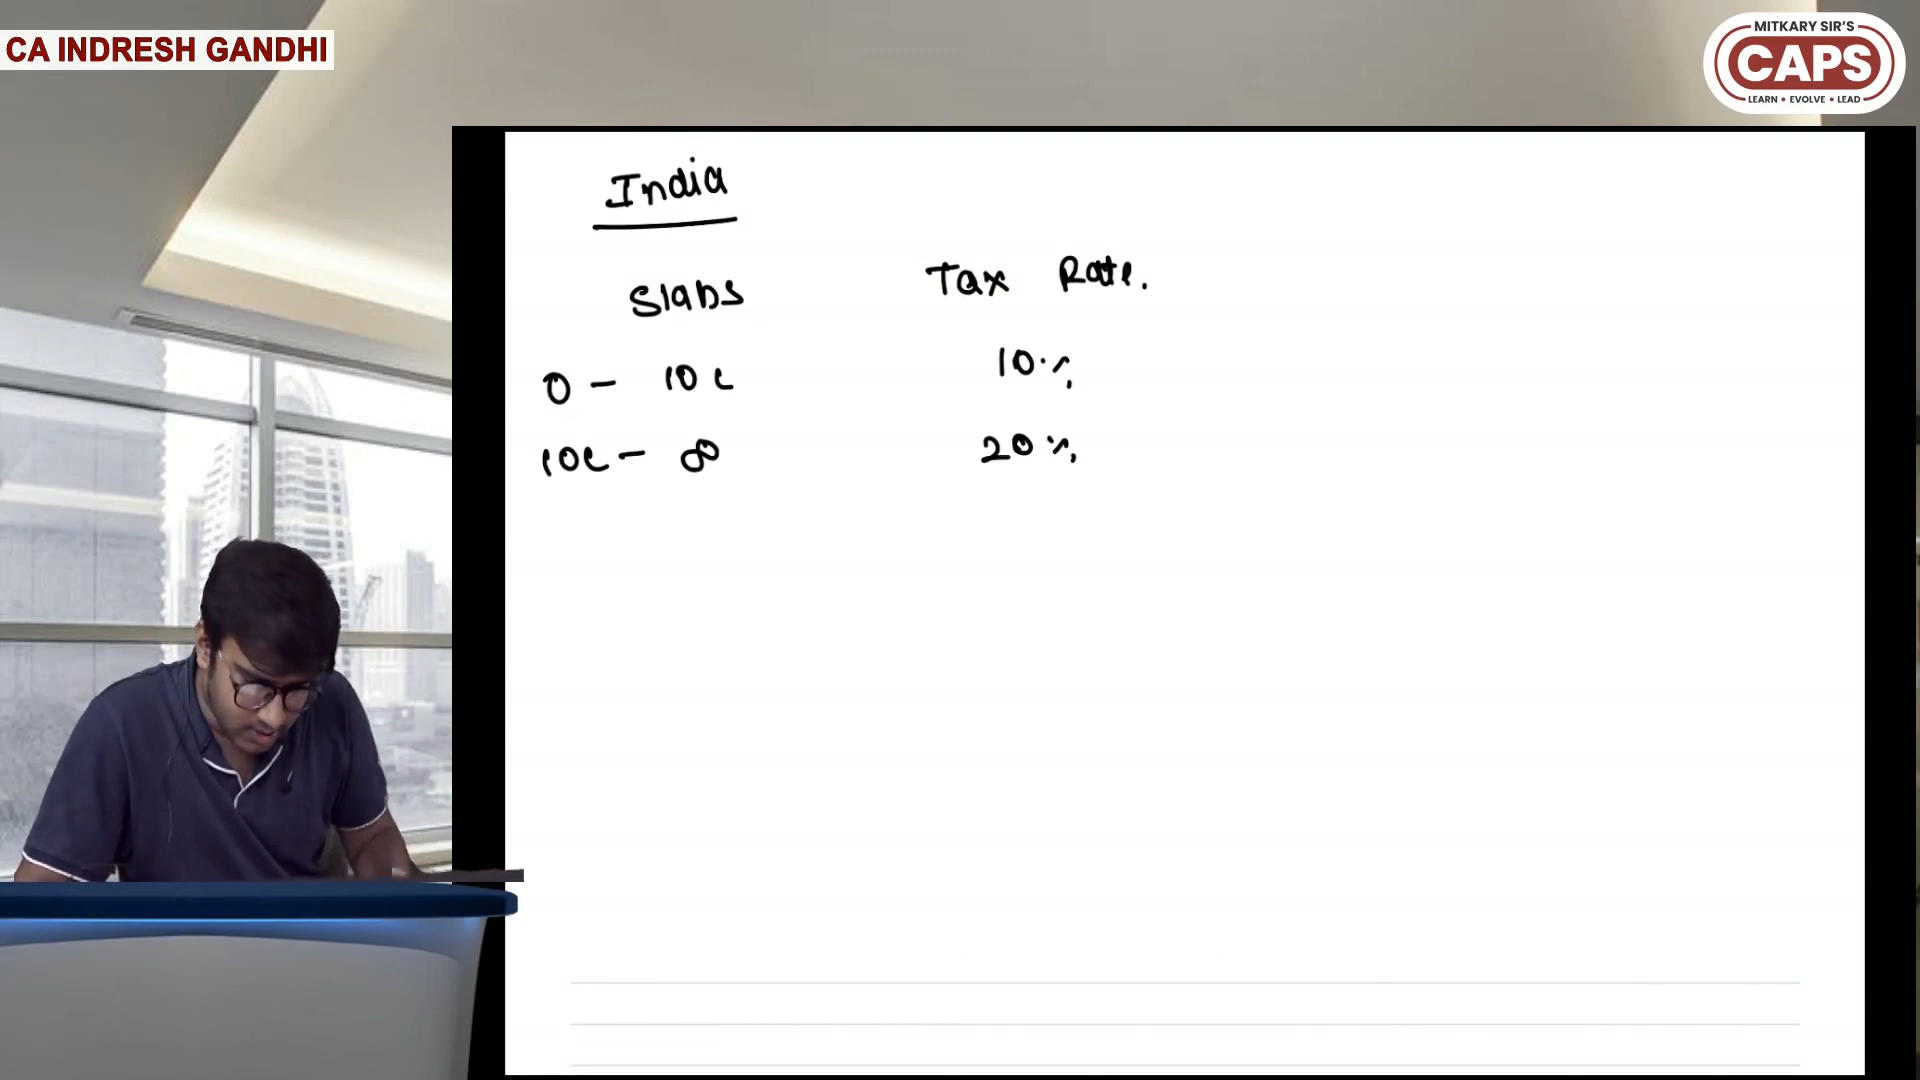 CA INDRESH GANDHI
MITKARY SIR'S
CAPS
LEARN • EVOLVE • LEAD
India
Slabs Tax Rate.
0 - 10L 10%
10L - ∞ 20%